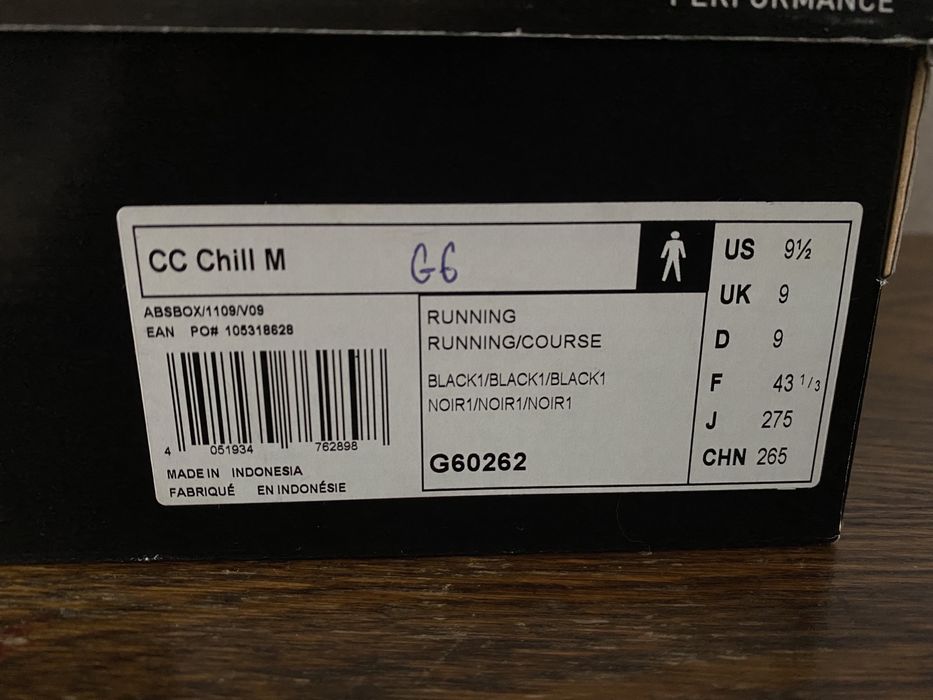 PERFORMANCE
CC Chill M G6
ABSBOX/1109/V09
EAN PO# 105318628
4 051934 762898
MADE IN INDONESIA
FABRIQUÉ EN INDONÉSIE
RUNNING
RUNNING/COURSE
BLACK1/BLACK1/BLACK1
NOIR1/NOIR1/NOIR1
G60262
US 9½
UK 9
D 9
F 43 1/3
J 275
CHN 265